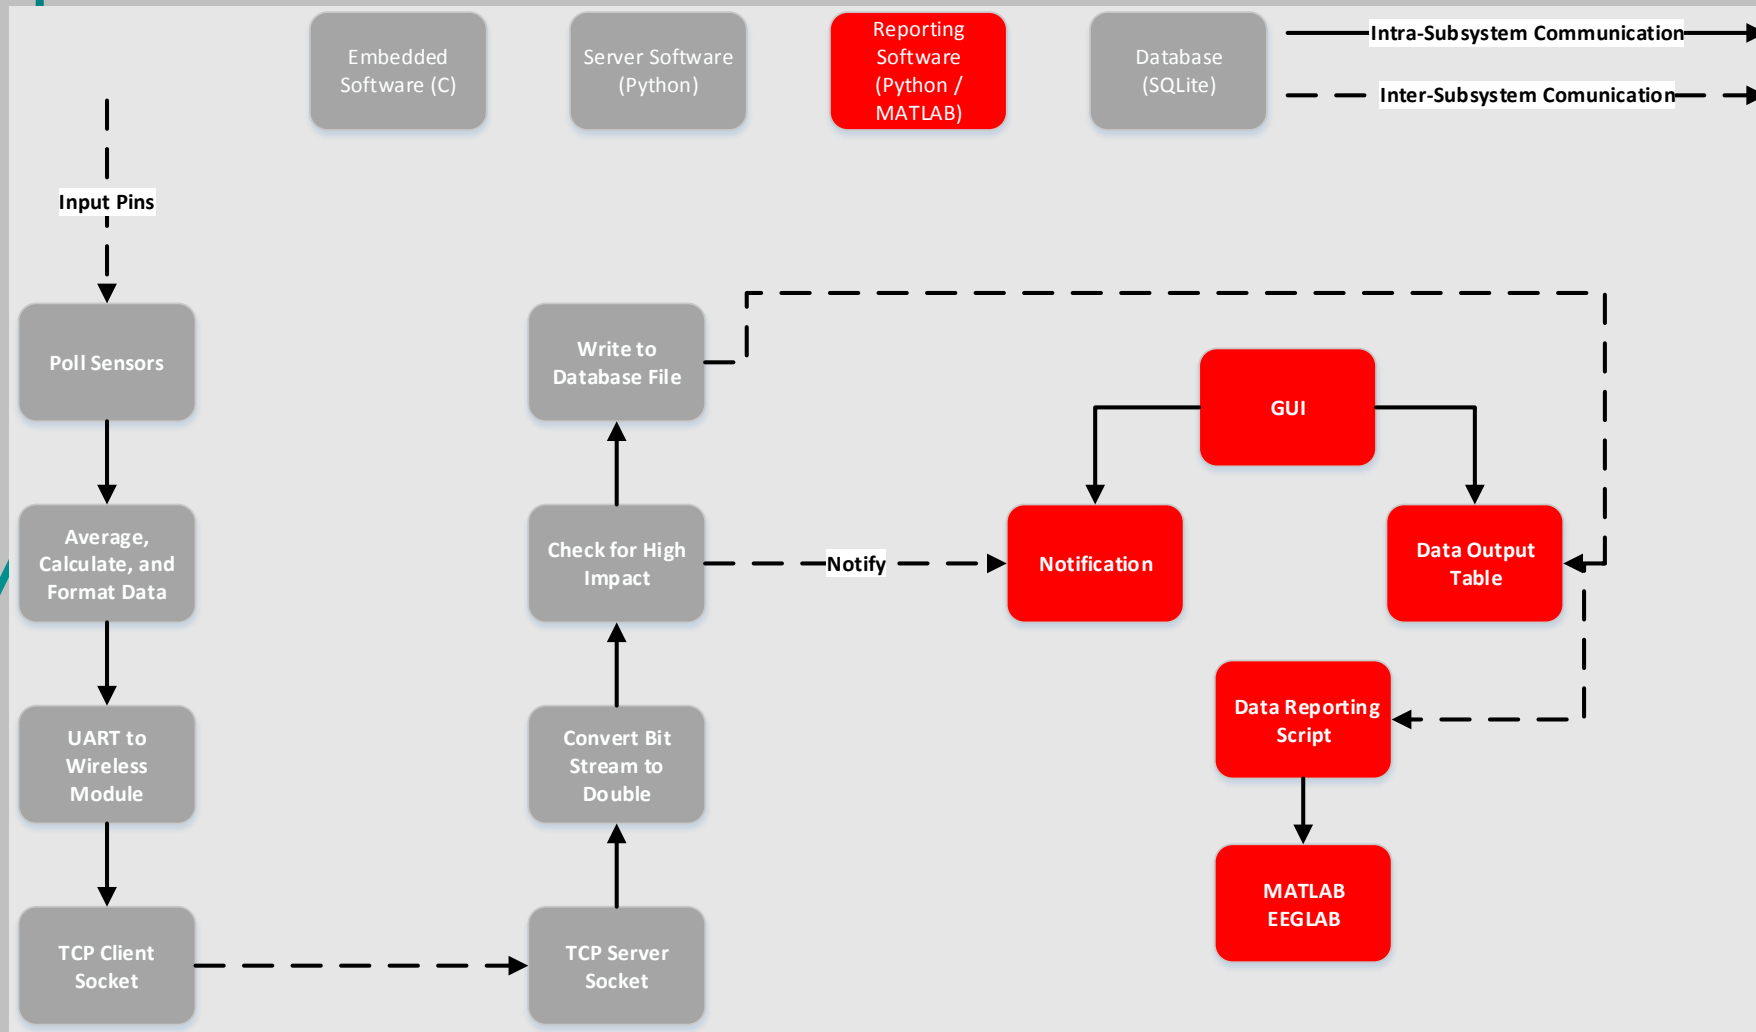 Embedded
Software (C)
Server Software
(Python)
Reporting
Software
(Python /
MATLAB)
Database
(SQLite)
Intra-Subsystem Communication
Inter-Subsystem Comunication
Input Pins
Poll Sensors
Average,
Calculate, and
Format Data
UART to
Wireless
Module
TCP Client
Socket
Write to
Database File
Check for High
Impact
Convert Bit
Stream to
Double
TCP Server
Socket
Notify
GUI
Notification
Data Output
Table
Data Reporting
Script
MATLAB
EEGLAB